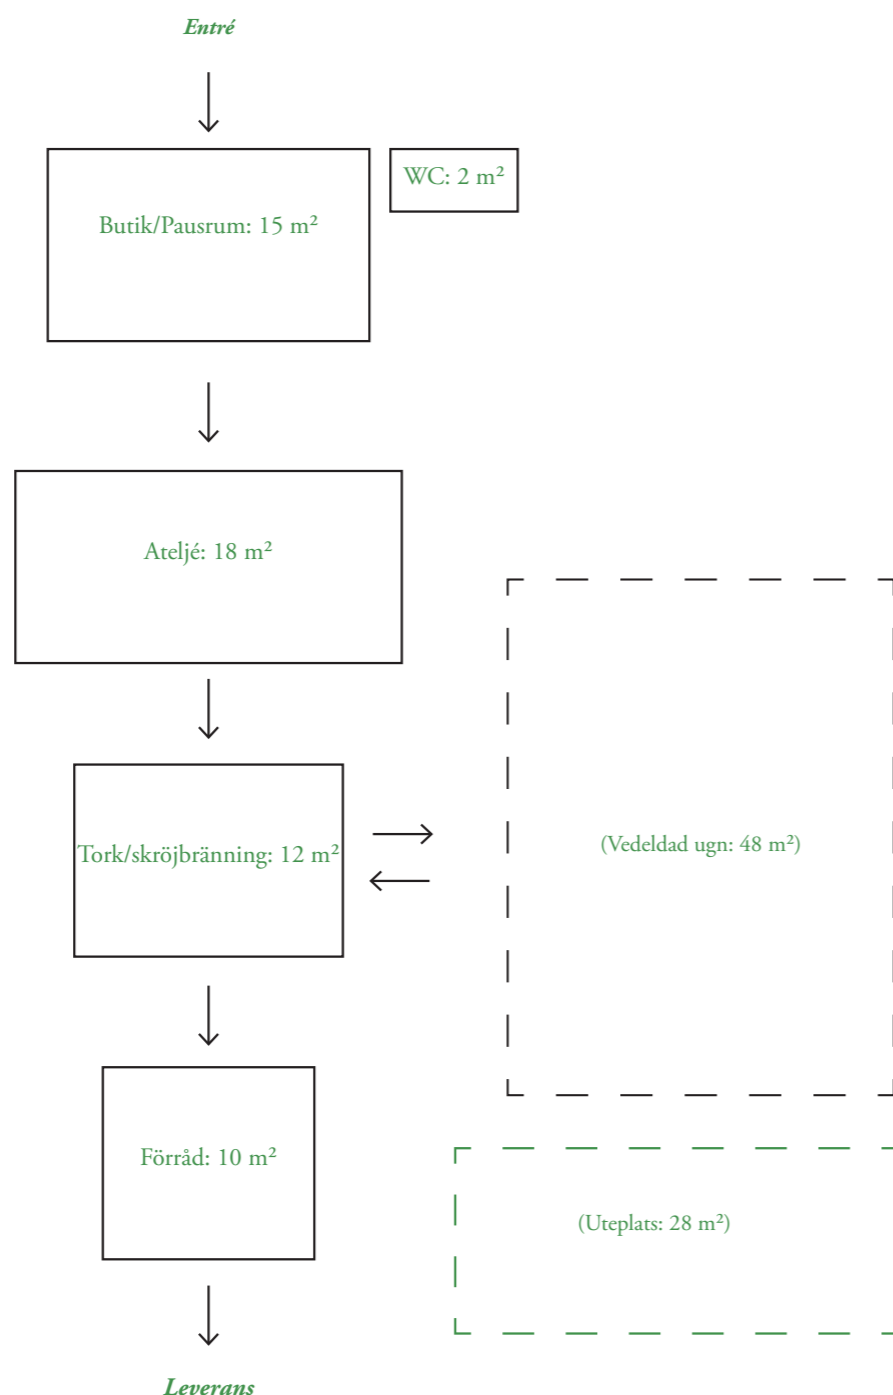 Entré
WC: 2 m²
Butik/Pausrum: 15 m²
Ateljé: 18 m²
Tork/skröjbränning: 12 m²
(Vedeldad ugn: 48 m²)
Förråd: 10 m²
(Uteplats: 28 m²)
Leverans